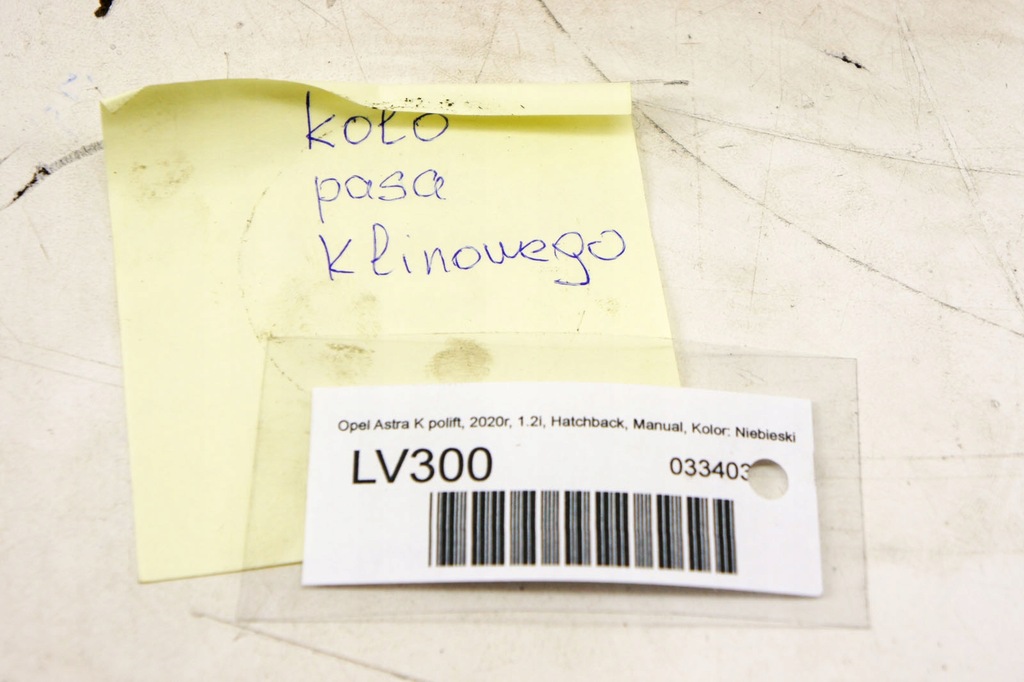 koło
pasa
klinowego
Opel Astra K polift, 2020r, 1.2i, Hatchback, Manual, Kolor: Niebieski
LV300
033403